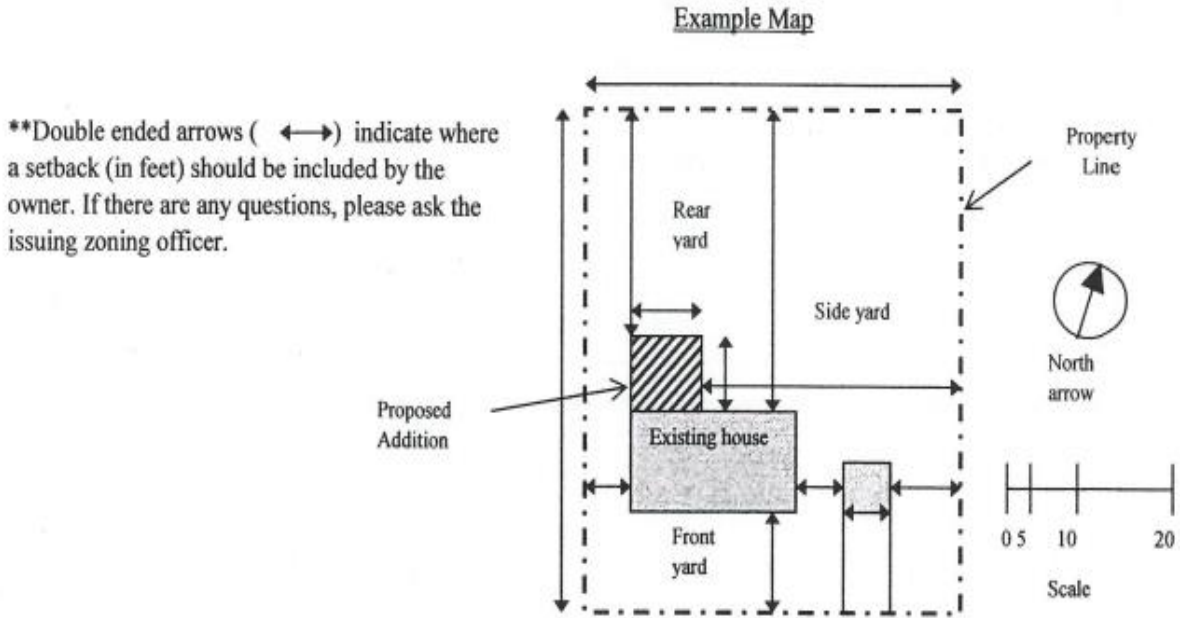 Example Map
**Double ended arrows ( ⟷ ) indicate where
a setback (in feet) should be included by the
owner. If there are any questions, please ask the
issuing zoning officer.
Property
Line
Rear
yard
Side yard
North
arrow
Proposed
Addition
Existing house
Front
yard
0 5 10 20
Scale